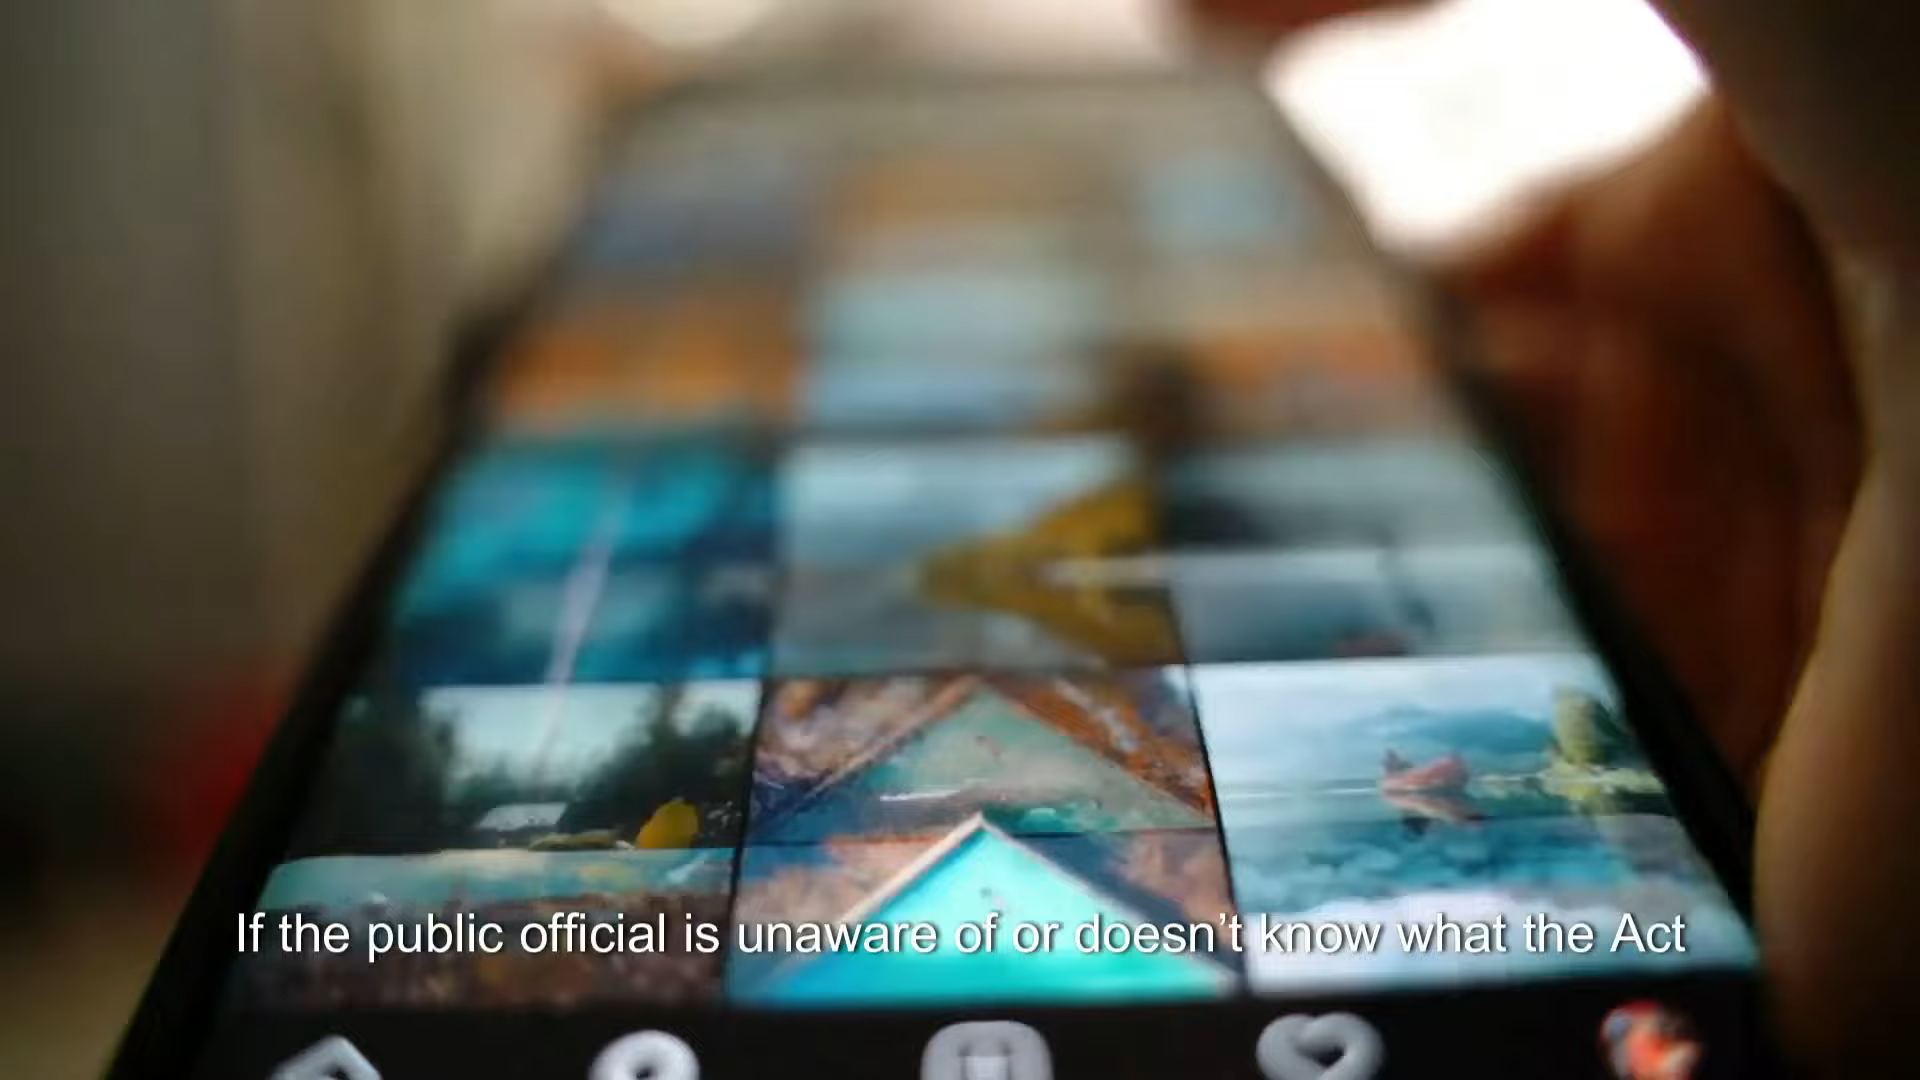 If the public official is unaware of or doesn’t know what the Act